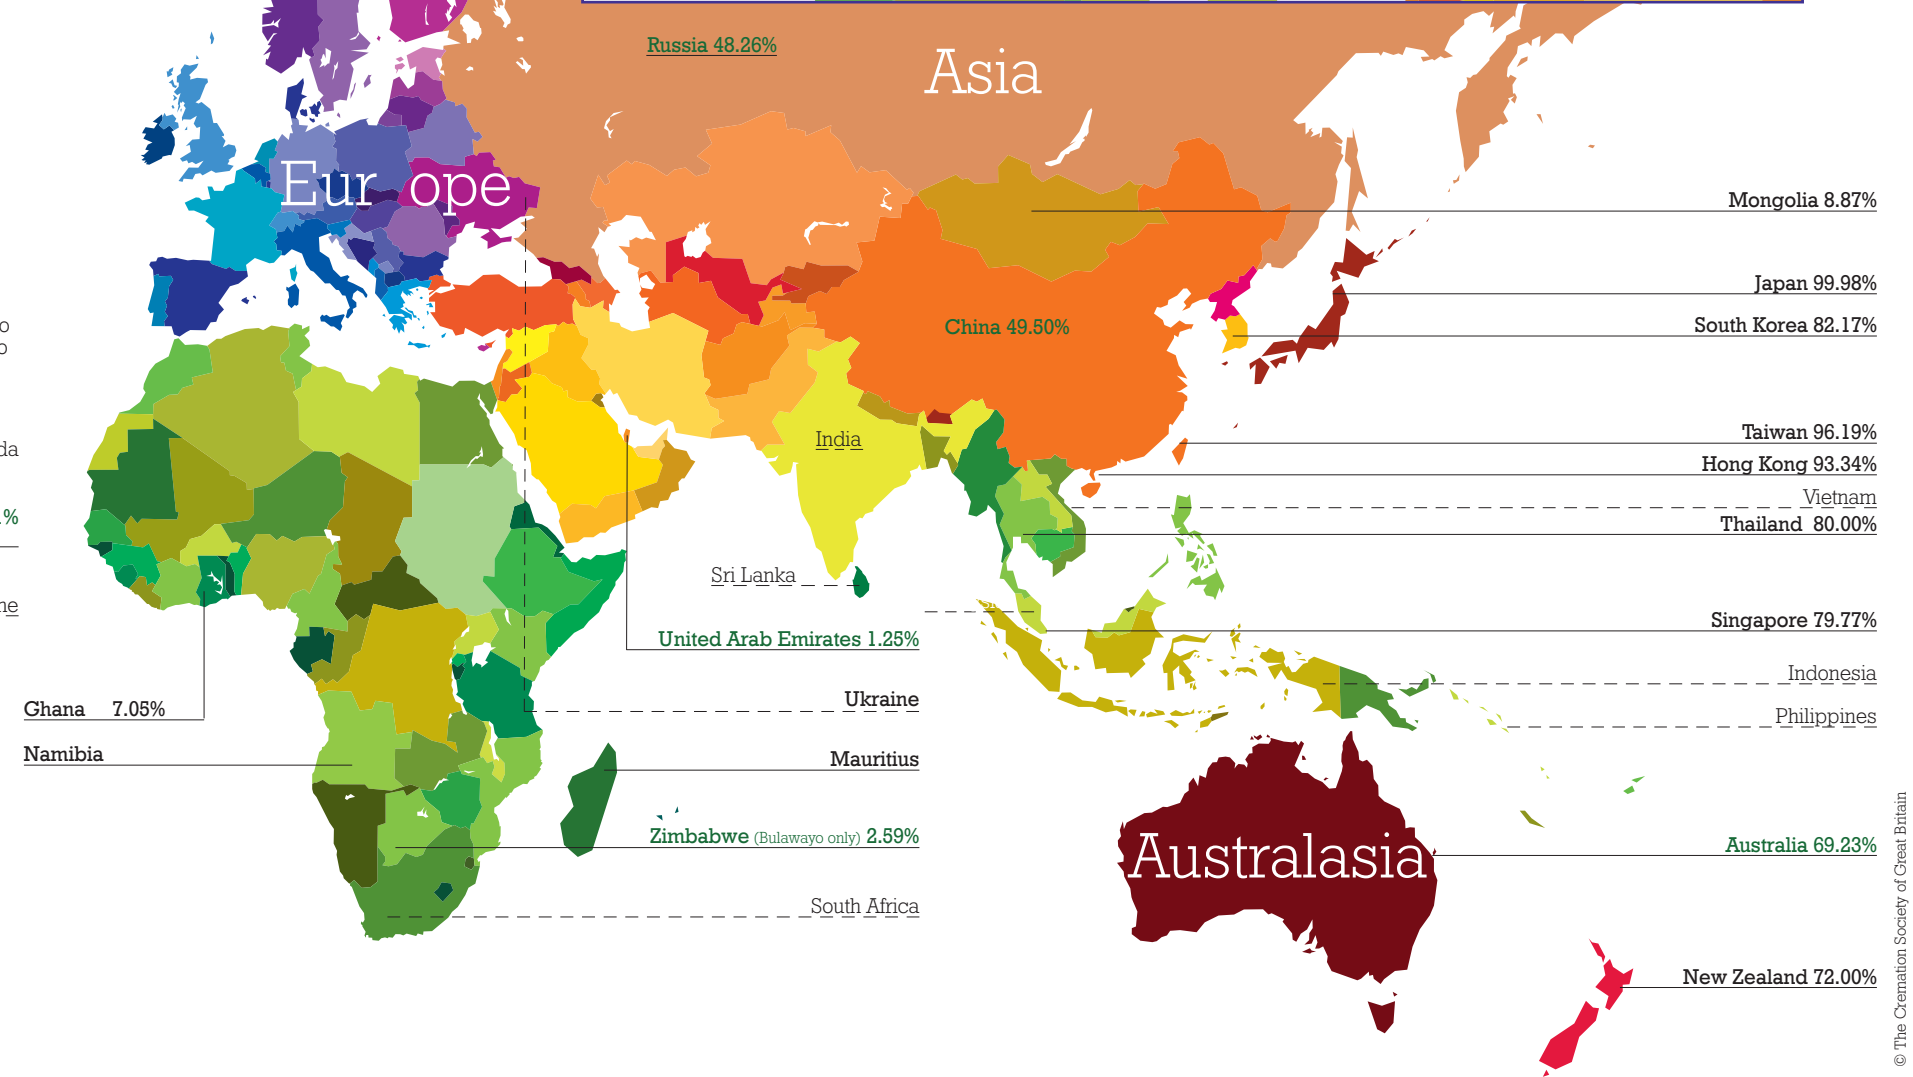 Russia 48.26%
Asia
Europe
Mongolia 8.87%
Japan 99.98%
South Korea 82.17%
China 49.50%
India
Taiwan 96.19%
Hong Kong 93.34%
Vietnam
Thailand 80.00%
Sri Lanka
Singapore 79.77%
United Arab Emirates 1.25%
Indonesia
Ukraine
Ghana 7.05%
Philippines
Namibia
Mauritius
Zimbabwe (Bulawayo only) 2.59%
Australia 69.23%
Australasia
South Africa
New Zealand 72.00%
© The Cremation Society of Great Britain